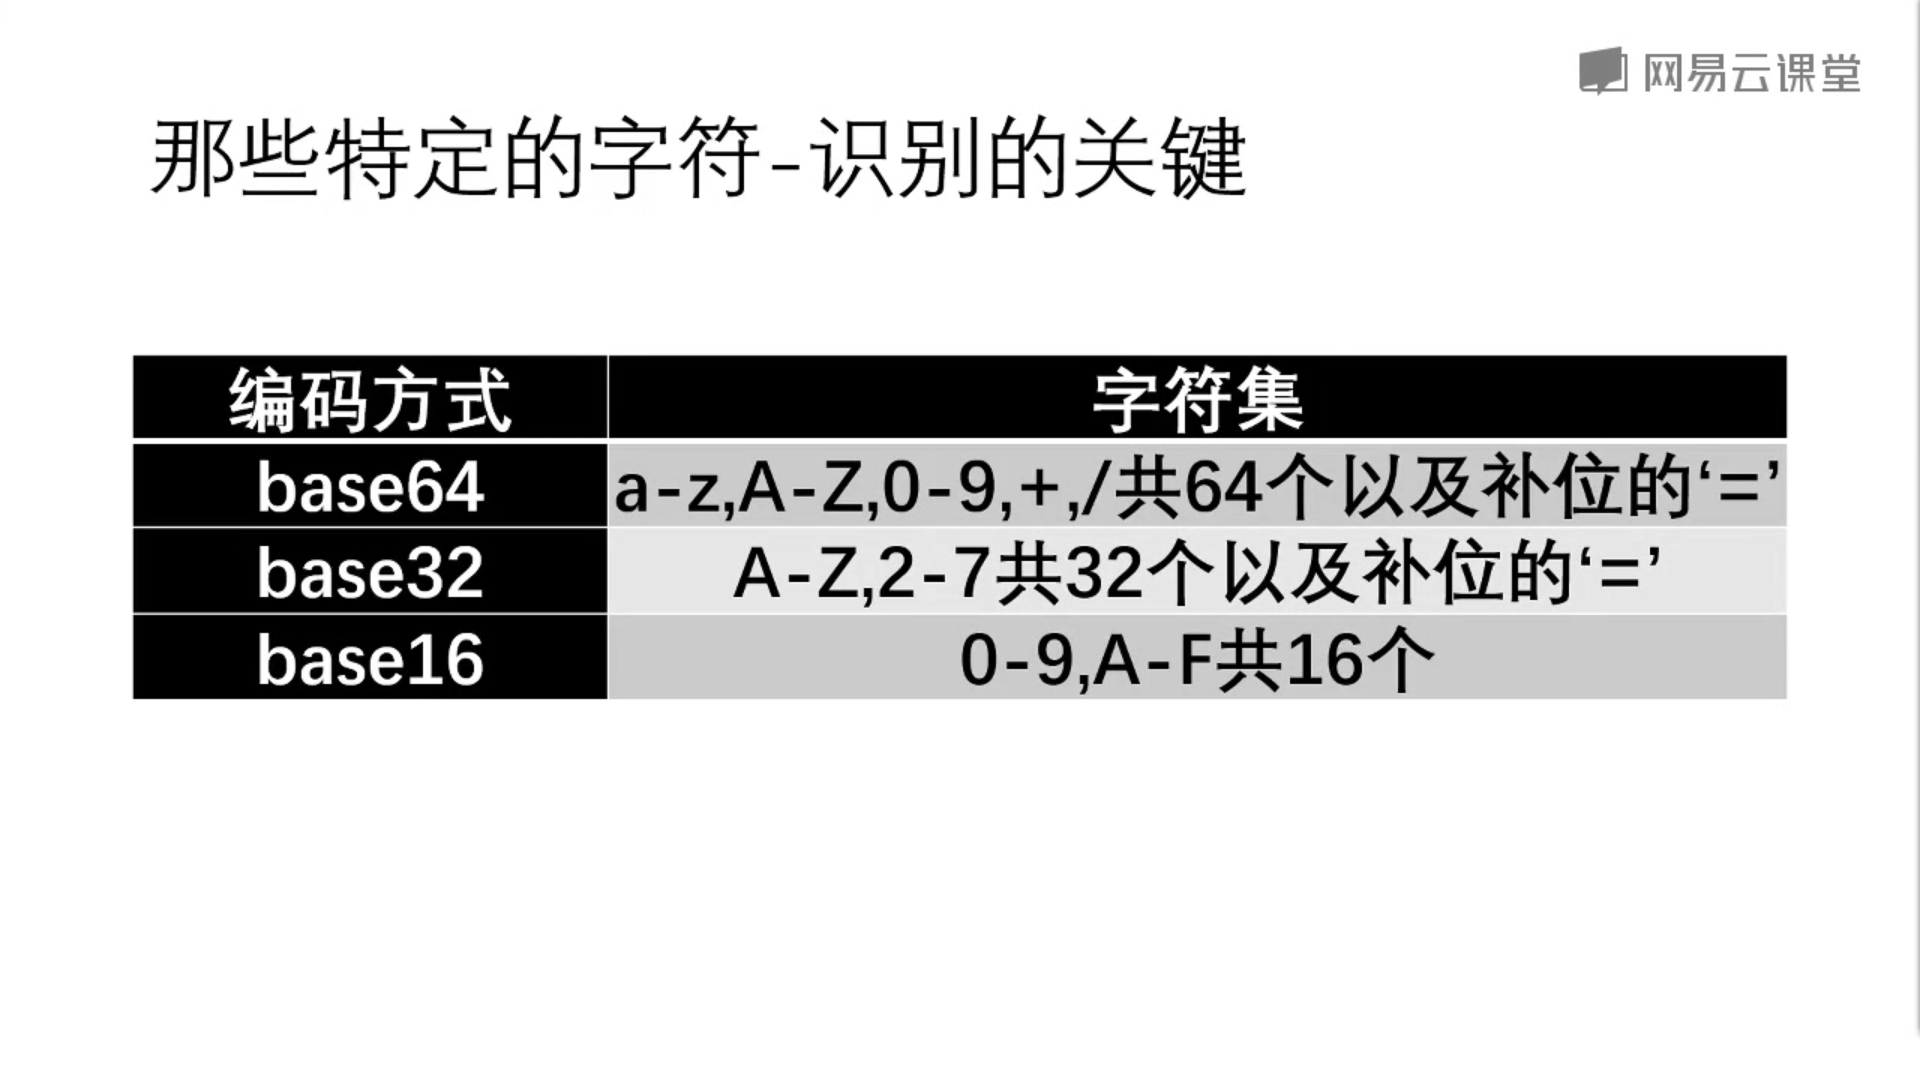 网易云课堂
那些特定的字符-识别的关键
编码方式 字符集
base64 a-z,A-Z,0-9,+,/共64个以及补位的‘=’
base32 A-Z,2-7共32个以及补位的‘=’
base16 0-9,A-F共16个